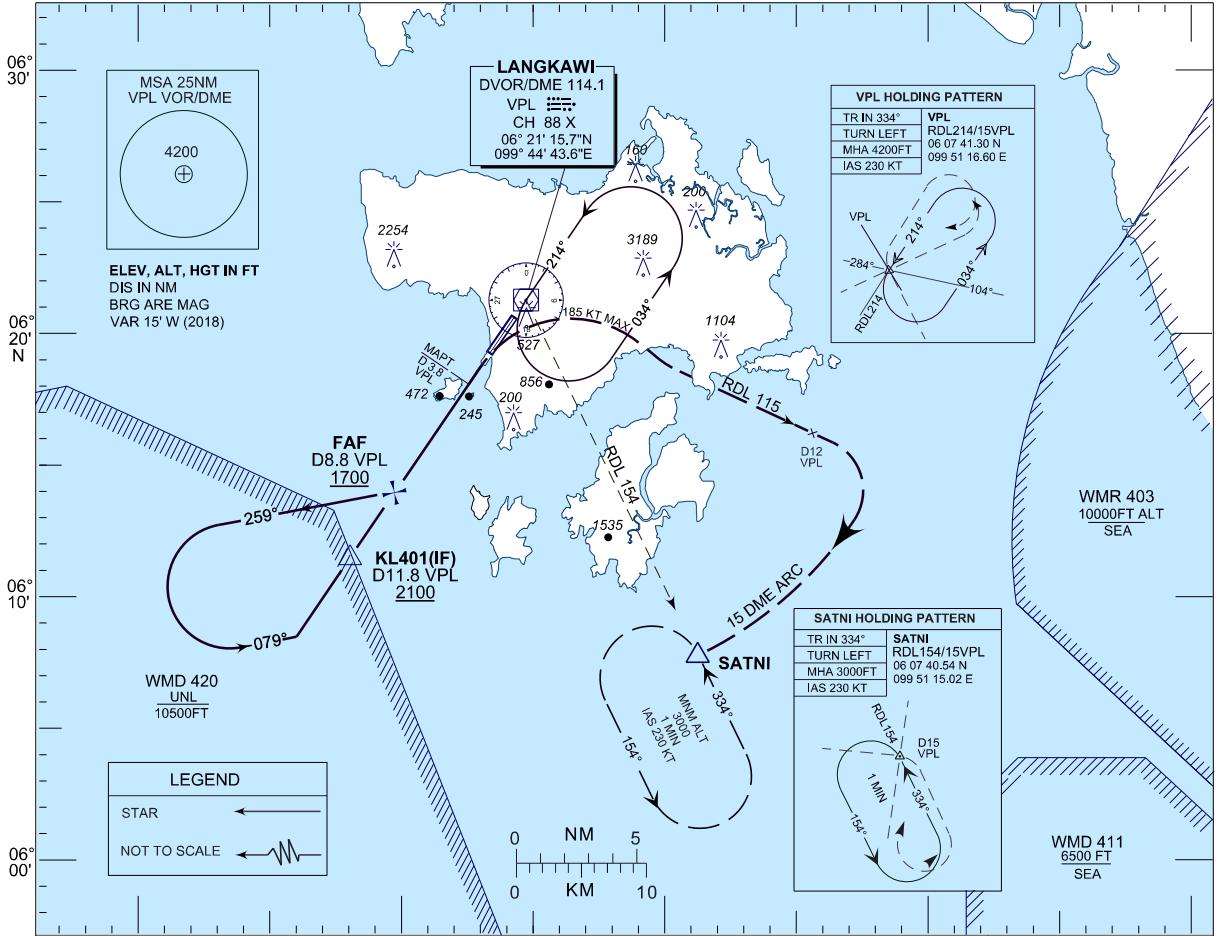 06°
30'
06°
20'
N
06°
10'
06°
00'
MSA 25NM
VPL VOR/DME
4200
ELEV, ALT, HGT IN FT
DIS IN NM
BRG ARE MAG
VAR 15' W (2018)
LANGKAWI
DVOR/DME 114.1
VPL
CH 88 X
06° 21' 15.7"N
099° 44' 43.6"E
VPL HOLDING PATTERN
TR IN 334°
TURN LEFT
MHA 4200FT
IAS 230 KT
VPL
RDL214/15VPL
06 07 41.30 N
099 51 16.60 E
VPL
214°
034°
284°
104°
RDL214
160
200
2254
3189
214°
034°
27
0
9
185 KT MAX
527
1104
MAPT
D3.8
VPL
472
245
856
200
RDL 115
D12
VPL
RDL 154
FAF
D8.8 VPL
1700
259°
KL401(IF)
D11.8 VPL
2100
079°
1535
15 DME ARC
SATNI
334°
154°
MNM ALT
3000
1 MIN
IAS 230 KT
WMR 403
10000FT ALT
SEA
WMD 420
UNL
10500FT
SATNI HOLDING PATTERN
TR IN 334°
TURN LEFT
MHA 3000FT
IAS 230 KT
SATNI
RDL154/15VPL
06 07 40.54 N
099 51 15.02 E
RDL154
D15
VPL
1 MIN
334°
154°
WMD 411
6500 FT
SEA
LEGEND
STAR
NOT TO SCALE
0 NM 5
0 KM 10